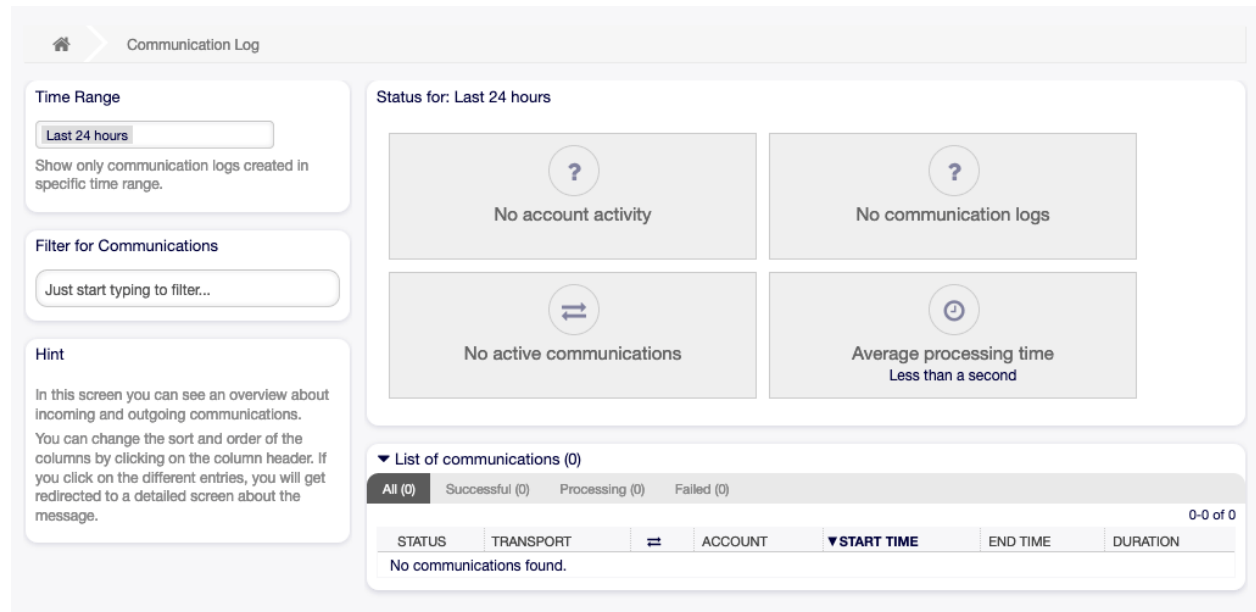 Communication Log
Time Range
Last 24 hours
Show only communication logs created in
specific time range.
Filter for Communications
Just start typing to filter...
Hint
In this screen you can see an overview about
incoming and outgoing communications.
You can change the sort and order of the
columns by clicking on the column header. If
you click on the different entries, you will get
redirected to a detailed screen about the
message.
Status for: Last 24 hours
?
No account activity
?
No communication logs
No active communications
Average processing time
Less than a second
▼ List of communications (0)
All (0) Successful (0) Processing (0) Failed (0)
0-0 of 0
STATUS TRANSPORT ⇄ ACCOUNT ▼START TIME END TIME DURATION
No communications found.